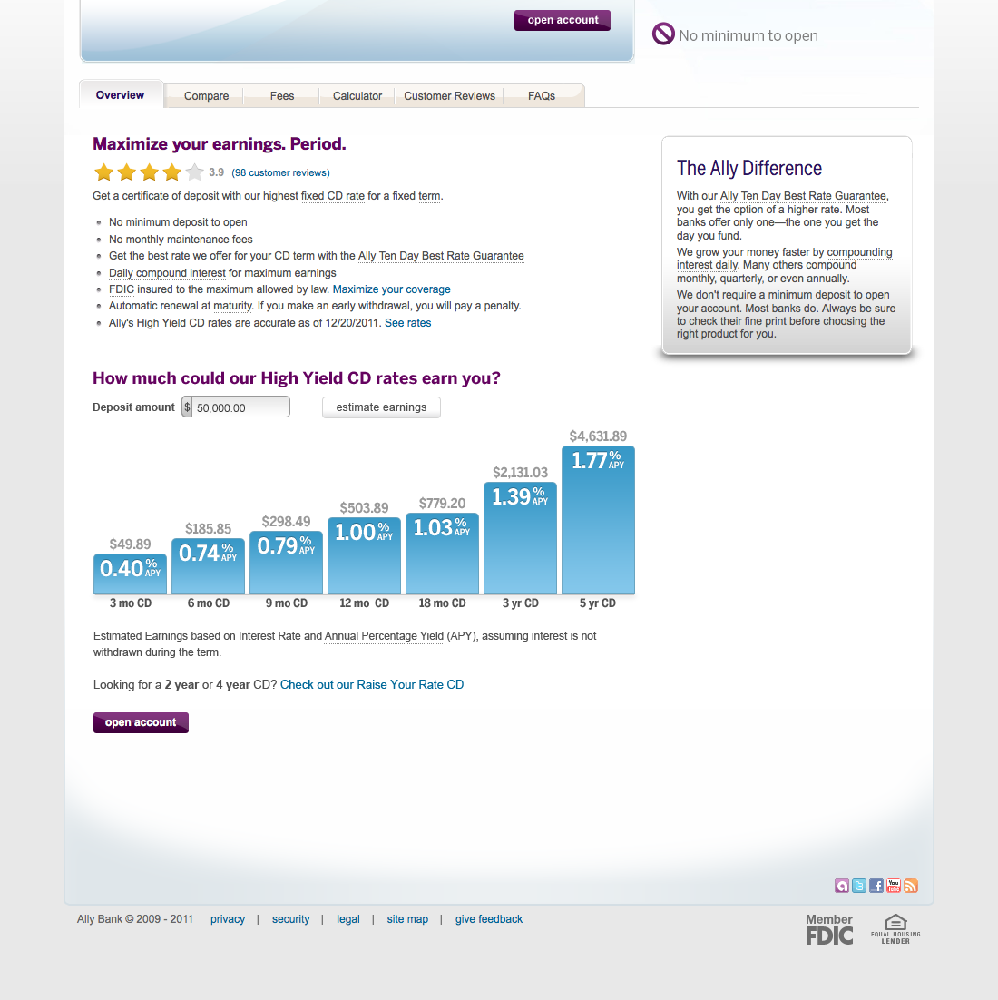 open account
No minimum to open
Overview
Compare
Fees
Calculator
Customer Reviews
FAQs
Maximize your earnings. Period.
3.9 (98 customer reviews)
Get a certificate of deposit with our highest fixed CD rate for a fixed term.
No minimum deposit to open
No monthly maintenance fees
Get the best rate we offer for your CD term with the Ally Ten Day Best Rate Guarantee
Daily compound interest for maximum earnings
FDIC insured to the maximum allowed by law. Maximize your coverage
Automatic renewal at maturity. If you make an early withdrawal, you will pay a penalty.
Ally's High Yield CD rates are accurate as of 12/20/2011. See rates
The Ally Difference
With our Ally Ten Day Best Rate Guarantee,
you get the option of a higher rate. Most
banks offer only one—the one you get the
day you fund.
We grow your money faster by compounding
interest daily. Many others compound
monthly, quarterly, or even annually.
We don't require a minimum deposit to open
your account. Most banks do. Always be sure
to check their fine print before choosing the
right product for you.
How much could our High Yield CD rates earn you?
Deposit amount $ 50,000.00
estimate earnings
$49.89
0.40 % APY
3 mo CD
$185.85
0.74 % APY
6 mo CD
$298.49
0.79 % APY
9 mo CD
$503.89
1.00 % APY
12 mo CD
$779.20
1.03 % APY
18 mo CD
$2,131.03
1.39 % APY
3 yr CD
$4,631.89
1.77 % APY
5 yr CD
Estimated Earnings based on Interest Rate and Annual Percentage Yield (APY), assuming interest is not
withdrawn during the term.
Looking for a 2 year or 4 year CD? Check out our Raise Your Rate CD
open account
a
t
f
You Tube
Ally Bank © 2009 - 2011 privacy | security | legal | site map | give feedback
Member
FDIC
EQUAL HOUSING
LENDER